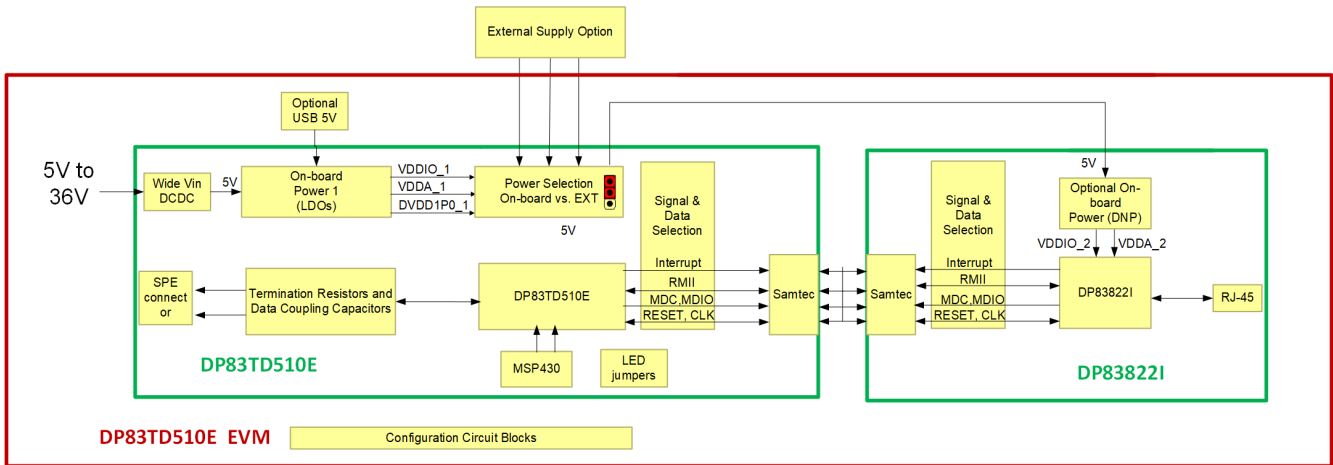 External Supply Option
Optional
USB 5V
5V to
36V
Wide Vin
DCDC
5V
On-board
Power 1
(LDOs)
VDDIO_1
VDDA_1
DVDD1P0_1
Power Selection
On-board vs. EXT
5V
Signal &
Data
Selection
Signal &
Data
Selection
5V
Optional On-
board
Power (DNP)
VDDIO_2
VDDA_2
SPE
connect
or
Termination Resistors and
Data Coupling Capacitors
DP83TD510E
Interrupt
RMII
MDC,MDIO
RESET, CLK
Samtec
Samtec
Interrupt
RMII
MDC,MDIO
RESET, CLK
DP83822I
RJ-45
MSP430
LED
jumpers
DP83TD510E
DP83822I
DP83TD510E EVM
Configuration Circuit Blocks